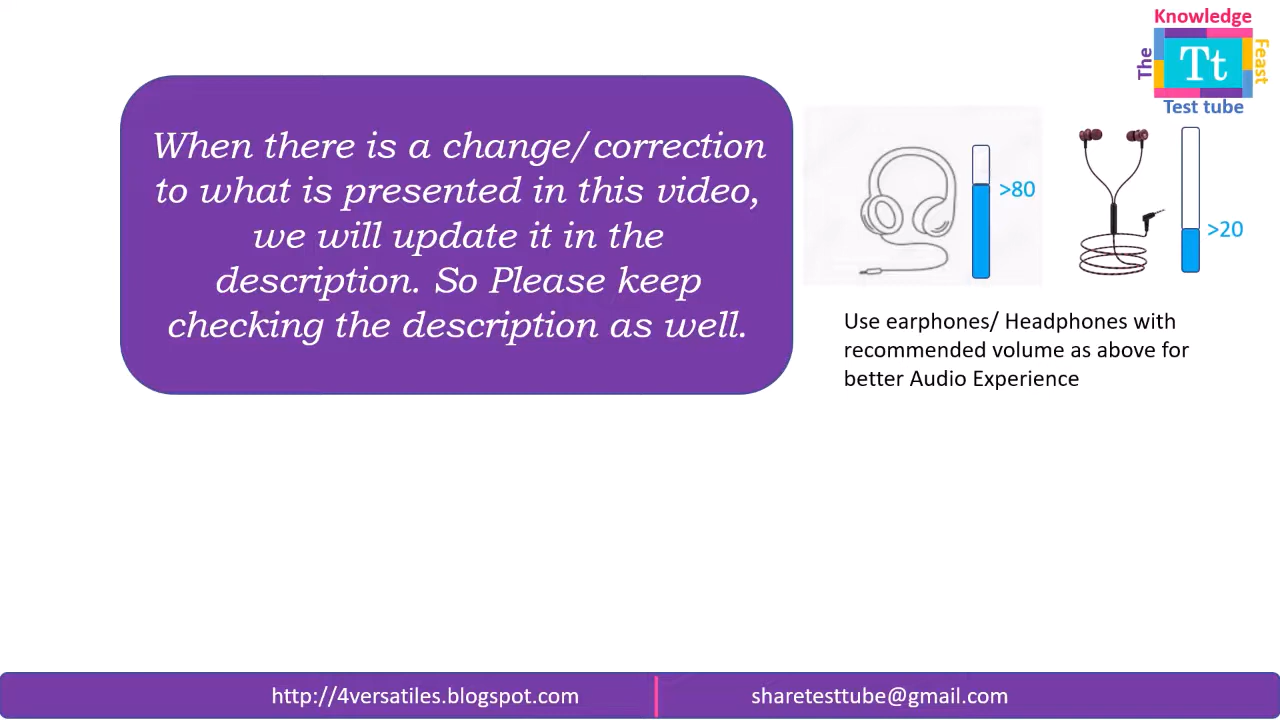 Knowledge
The
Tt
Feast
Test tube
When there is a change/correction
to what is presented in this video,
we will update it in the
description. So Please keep
checking the description as well.
>80
>20
Use earphones/ Headphones with
recommended volume as above for
better Audio Experience
http://4versatiles.blogspot.com
sharetesttube@gmail.com